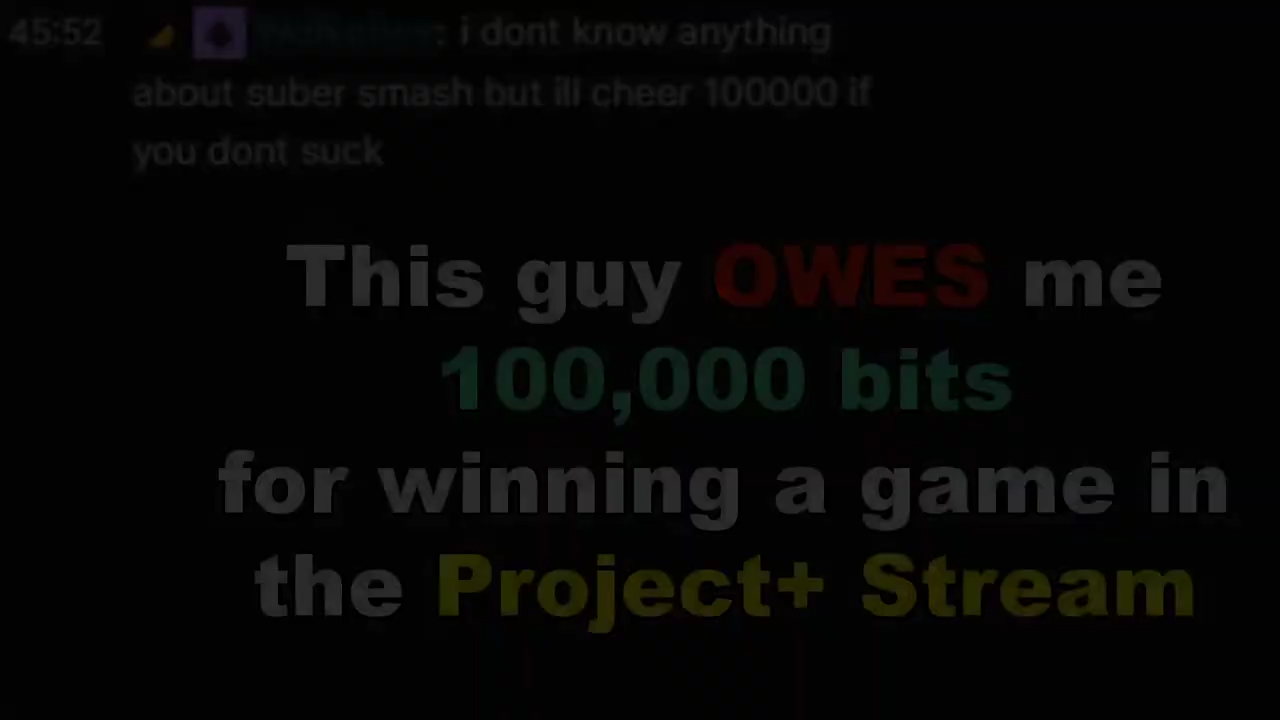 45:52 : i dont know anything
about suber smash but ill cheer 100000 if
you dont suck
This guy OWES me
100,000 bits
for winning a game in
the Project+ Stream